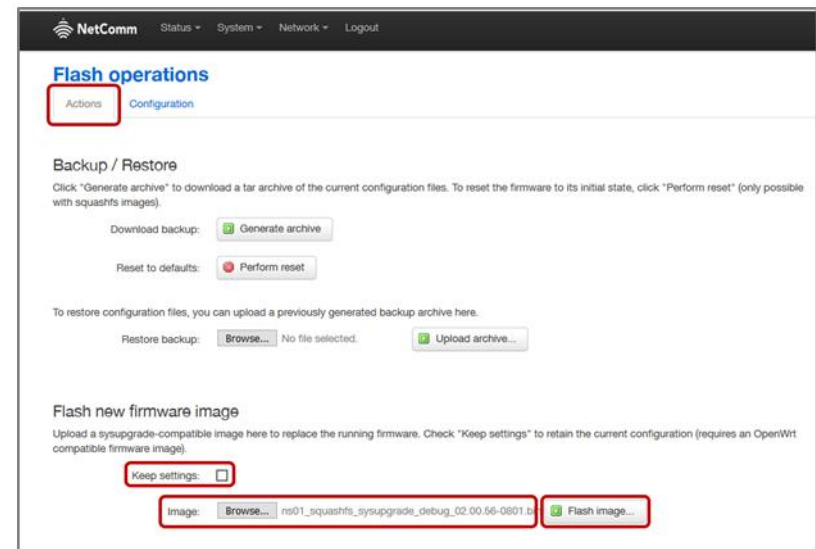 NetComm Status System Network Logout
Flash operations
Actions Configuration
Backup / Restore
Click "Generate archive" to download a tar archive of the current configuration files. To reset the firmware to its initial state, click "Perform reset" (only possible
with squashfs images).
Download backup: Generate archive
Reset to defaults: Perform reset
To restore configuration files, you can upload a previously generated backup archive here.
Restore backup: Browse... No file selected. Upload archive...
Flash new firmware image
Upload a sysupgrade-compatible image here to replace the running firmware. Check "Keep settings" to retain the current configuration (requires an OpenWrt
compatible firmware image).
Keep settings:
Image: Browse... ns01_squashfs_sysupgrade_debug_02.00.56-0801.bin Flash image...